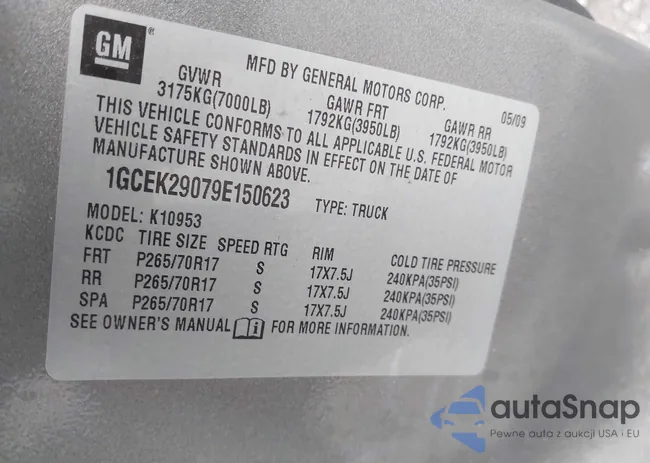 GM
MFD BY GENERAL MOTORS CORP.
05/09
GVWR GAWR FRT GAWR RR
3175KG(7000LB) 1792KG(3950LB) 1792KG(3950LB)
THIS VEHICLE CONFORMS TO ALL APPLICABLE U.S. FEDERAL MOTOR
VEHICLE SAFETY STANDARDS IN EFFECT ON THE DATE OF
MANUFACTURE SHOWN ABOVE.
1GCEK29079E150623 TYPE: TRUCK
MODEL: K10953
KCDC TIRE SIZE SPEED RTG RIM COLD TIRE PRESSURE
FRT P265/70R17 S 17X7.5J 240KPA(35PSI)
RR P265/70R17 S 17X7.5J 240KPA(35PSI)
SPA P265/70R17 S 17X7.5J 240KPA(35PSI)
SEE OWNER'S MANUAL i FOR MORE INFORMATION.
autaSnap
Pewne auta z aukcji USA i EU